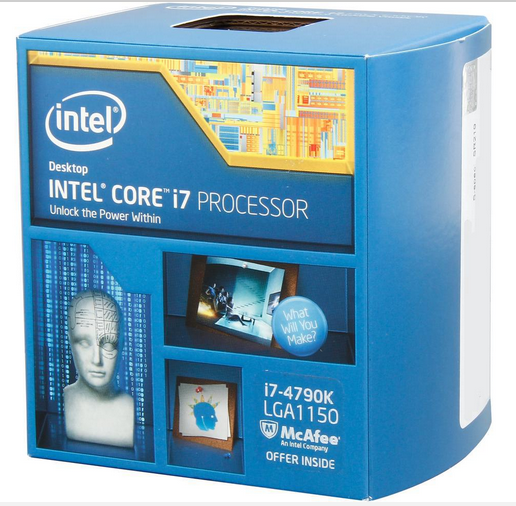 intel®
Desktop
INTEL® CORE™ i7 PROCESSOR
Unlock the Power Within
What
Will You
Make?
i7-4790K
LGA1150
McAfee®
An Intel Company
OFFER INSIDE